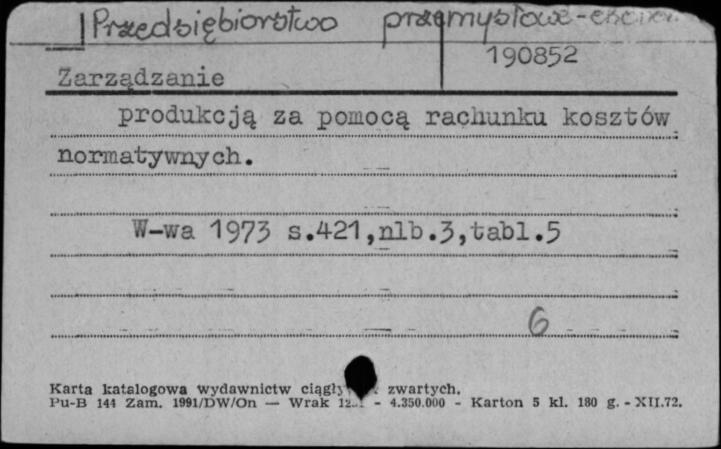 Przedsiębiorstwo przemysłowe-
190852
Zarządzanie
produkcją za pomocą rachunku kosztów
normatywnych.
W-wa 1973 s.421,nlb.3,tabl.5
6
Karta katalogowa wydawnictw zwartych.
Pu-B 144 Zam. 1991/DW/On — Wrak - 4.350.000 - Karton 5 kl. 180 g. - XII.72.